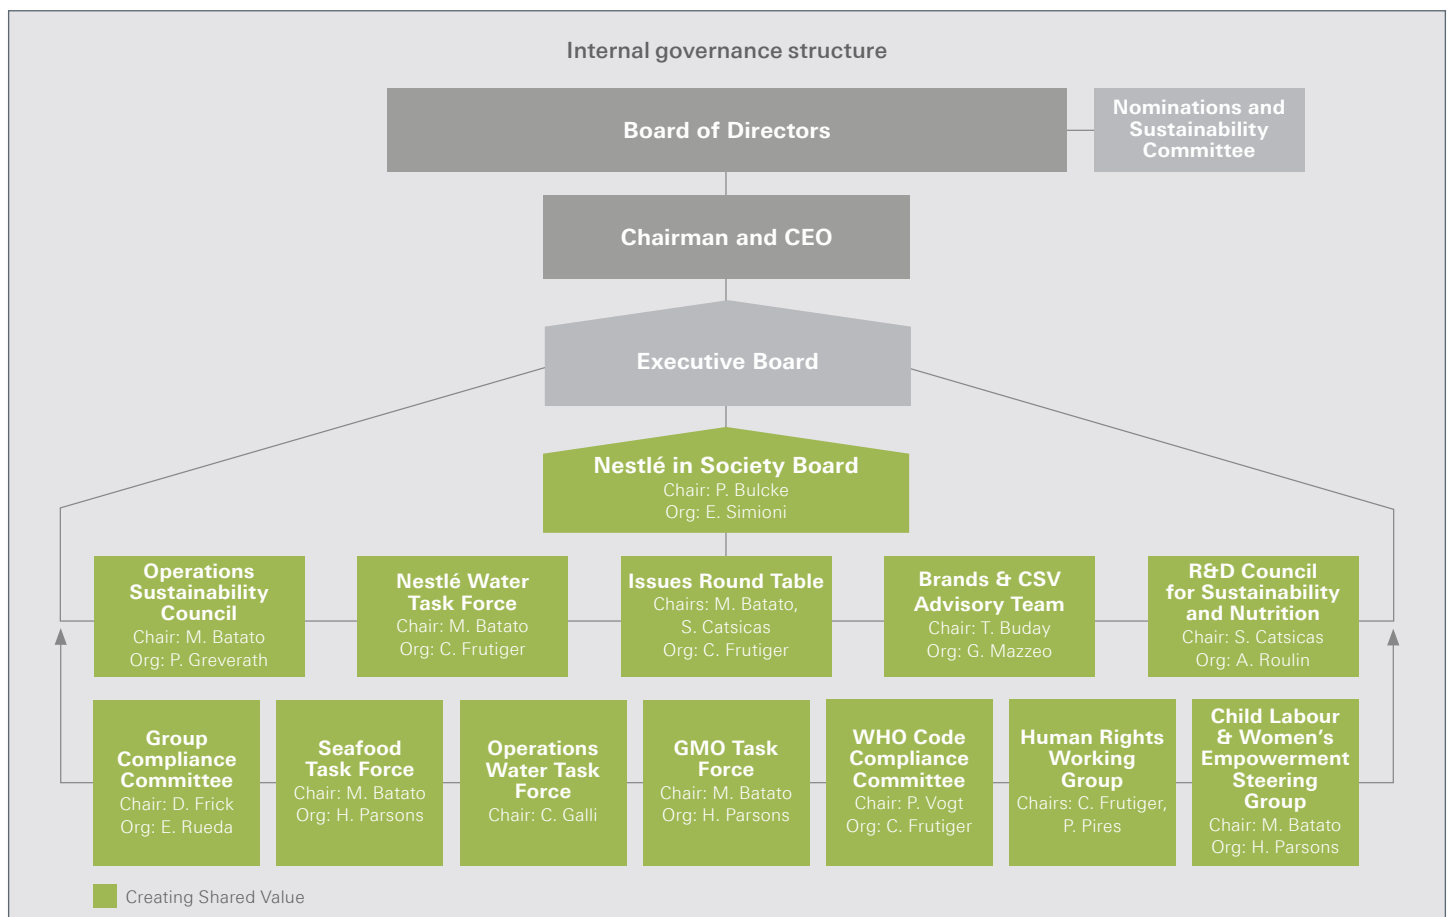 Internal governance structure
Board of Directors
Nominations and
Sustainability
Committee
Chairman and CEO
Executive Board
Nestlé in Society Board
Chair: P. Bulcke
Org: E. Simioni
Operations
Sustainability
Council
Chair: M. Batato
Org: P. Greverath
Nestlé Water
Task Force
Chair: M. Batato
Org: C. Frutiger
Issues Round Table
Chairs: M. Batato,
S. Catsicas
Org: C. Frutiger
Brands & CSV
Advisory Team
Chair: T. Buday
Org: G. Mazzeo
R&D Council
for Sustainability
and Nutrition
Chair: S. Catsicas
Org: A. Roulin
Group
Compliance
Committee
Chair: D. Frick
Org: E. Rueda
Seafood
Task Force
Chair: M. Batato
Org: H. Parsons
Operations
Water Task
Force
Chair: C. Galli
GMO Task
Force
Chair: M. Batato
Org: H. Parsons
WHO Code
Compliance
Committee
Chair: P. Vogt
Org: C. Frutiger
Human Rights
Working
Group
Chairs: C. Frutiger,
P. Pires
Child Labour
& Women's
Empowerment
Steering
Group
Chair: M. Batato
Org: H. Parsons
Creating Shared Value